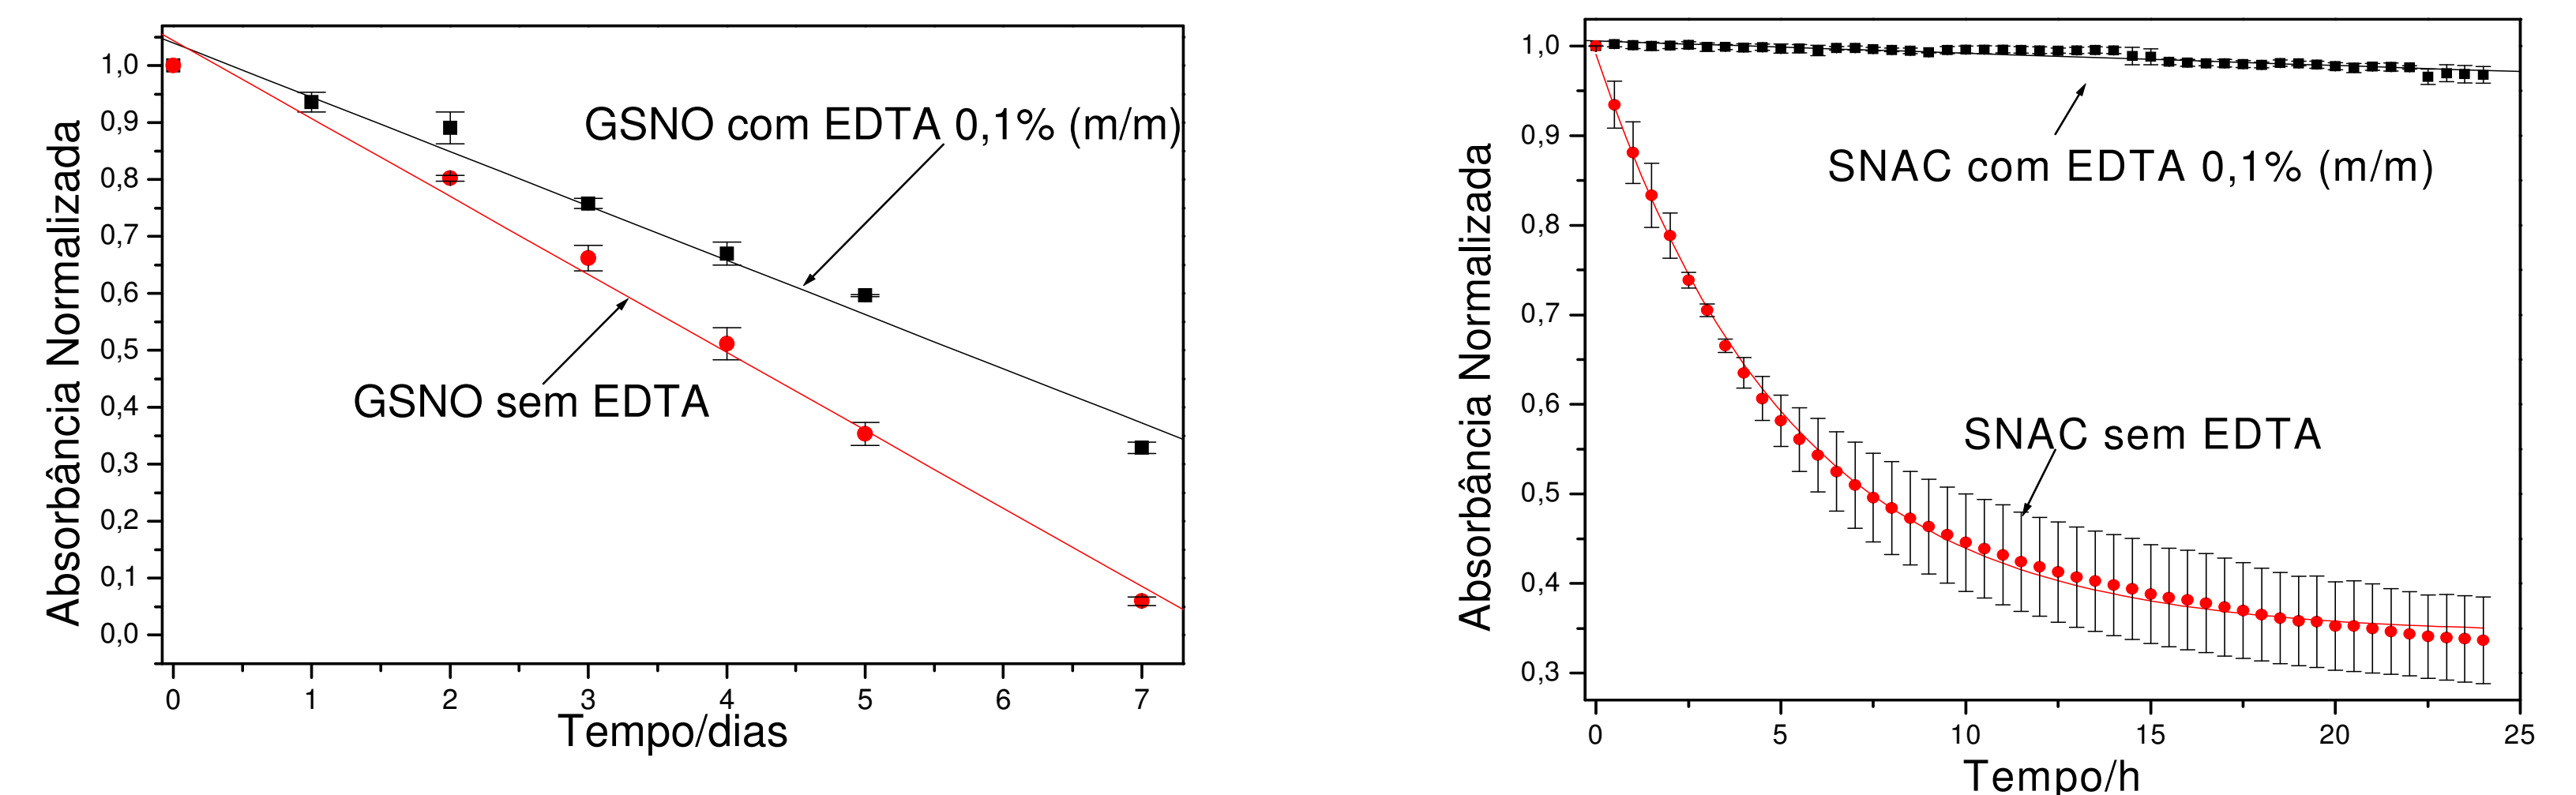 Absorbância Normalizada
1,0
0,9
0,8
0,7
0,6
0,5
0,4
0,3
0,2
0,1
0,0
GSNO com EDTA 0,1% (m/m)
GSNO sem EDTA
0 1 2 3 4 5 6 7
Tempo/dias
Absorbância Normalizada
1,0
0,9
0,8
0,7
0,6
0,5
0,4
0,3
SNAC com EDTA 0,1% (m/m)
SNAC sem EDTA
0 5 10 15 20 25
Tempo/h